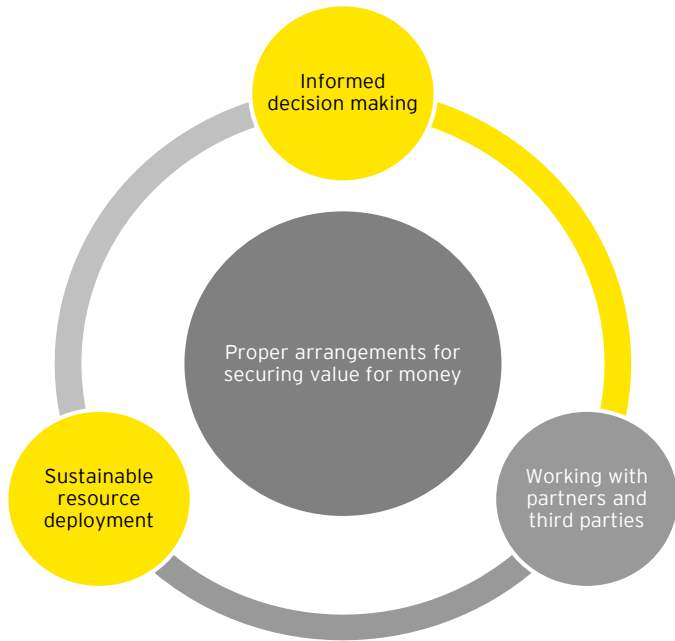 Informed
decision making
Proper arrangements for
securing value for money
Sustainable
resource
deployment
Working with
partners and
third parties